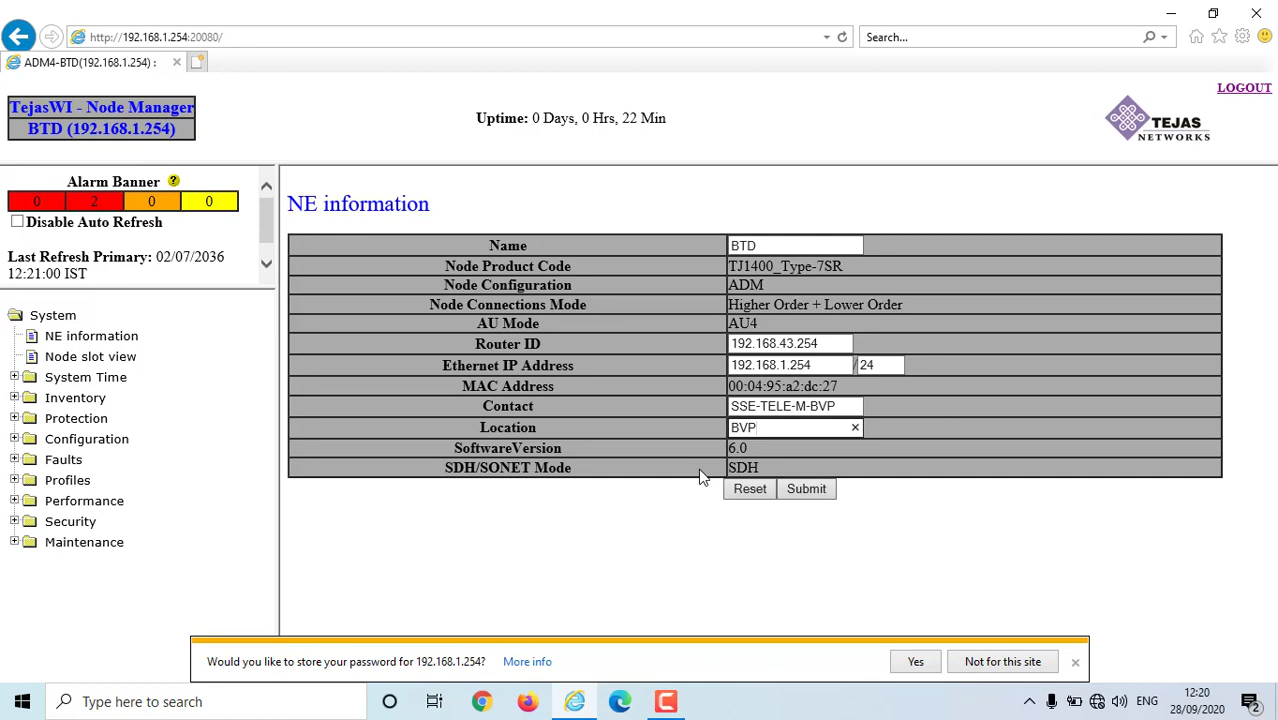 http://192.168.1.254:20080/
Search...
ADM4-BTD(192.168.1.254) :
LOGOUT
TejasWI - Node Manager
BTD (192.168.1.254)
Uptime: 0 Days, 0 Hrs, 22 Min
TEJAS
NETWORKS
Alarm Banner ?
0 2 0 0
Disable Auto Refresh
Last Refresh Primary: 02/07/2036
12:21:00 IST
System
NE information
Node slot view
System Time
Inventory
Protection
Configuration
Faults
Profiles
Performance
Security
Maintenance
NE information
Name BTD
Node Product Code TJ1400_Type-7SR
Node Configuration ADM
Node Connections Mode Higher Order + Lower Order
AU Mode AU4
Router ID 192.168.43.254
Ethernet IP Address 192.168.1.254 / 24
MAC Address 00:04:95:a2:dc:27
Contact SSE-TELE-M-BVP
Location BVP
SoftwareVersion 6.0
SDH/SONET Mode SDH
Reset Submit
Would you like to store your password for 192.168.1.254? More info Yes Not for this site
Type here to search
ENG
12:20
28/09/2020
2